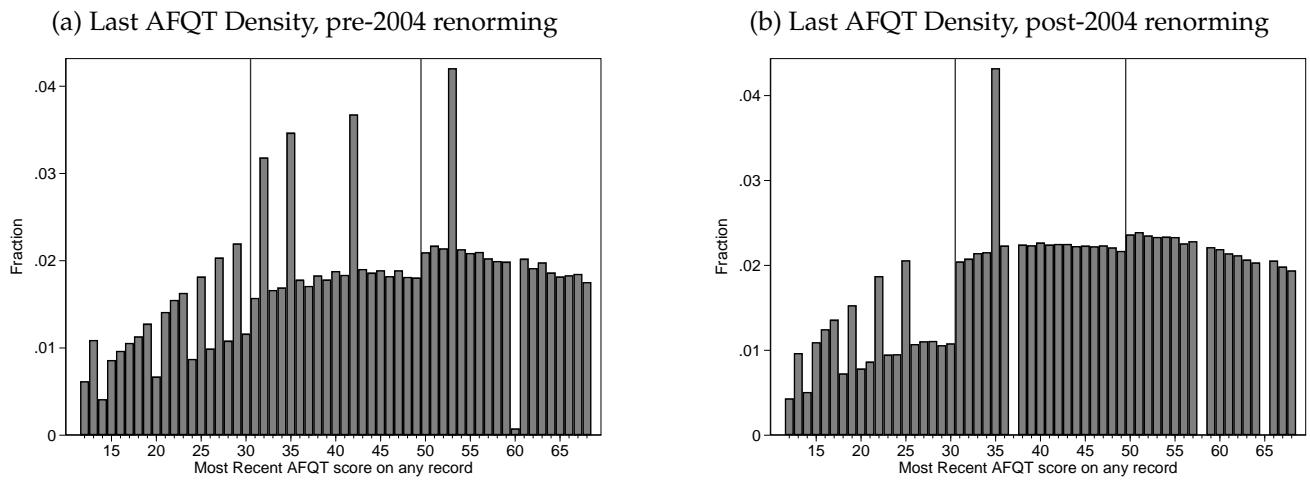 (a) Last AFQT Density, pre-2004 renorming
.04
.03
.02
.01
0
Fraction
15 20 25 30 35 40 45 50 55 60 65
Most Recent AFQT score on any record
(b) Last AFQT Density, post-2004 renorming
.04
.03
.02
.01
0
Fraction
15 20 25 30 35 40 45 50 55 60 65
Most Recent AFQT score on any record